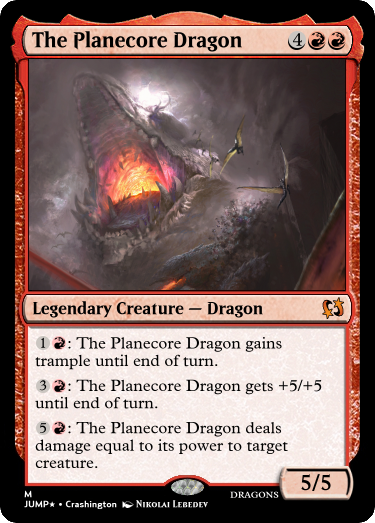 The Planecore Dragon 4
Legendary Creature — Dragon
1 : The Planecore Dragon gains
trample until end of turn.
3 : The Planecore Dragon gets +5/+5
until end of turn.
5 : The Planecore Dragon deals
damage equal to its power to target
creature.
5/5
M
JUMP★ • Crashington Nikolai Lebedev
DRAGONS